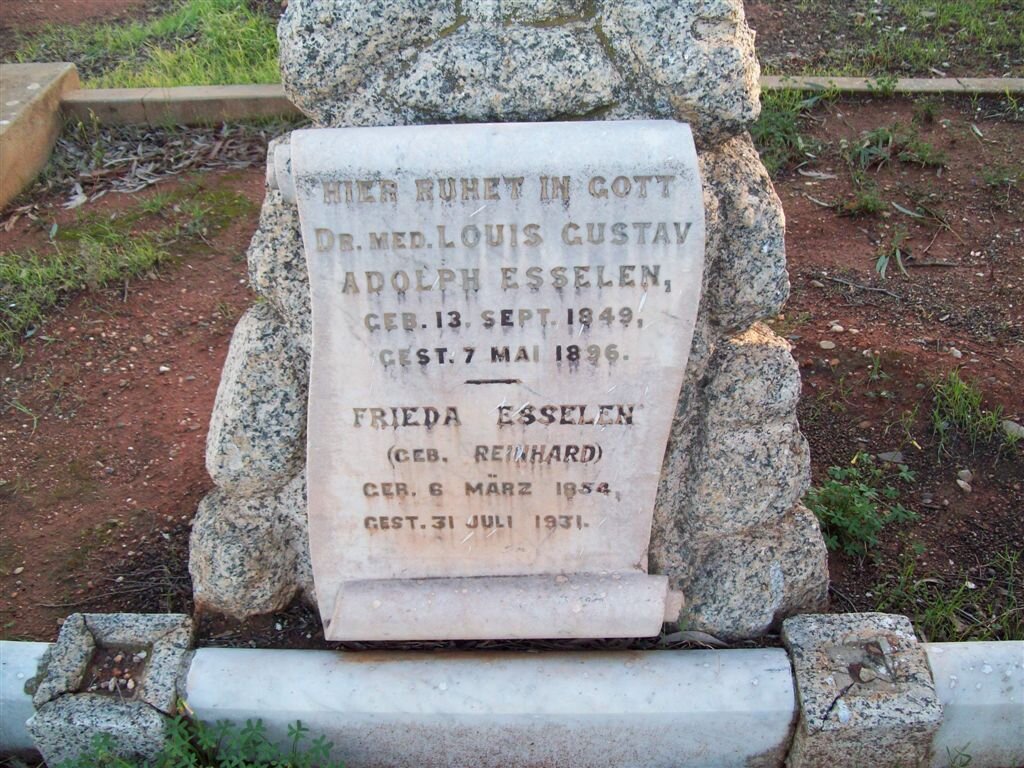 HIER RUHET IN GOTT
DR. MED. LOUIS GUSTAV
ADOLPH ESSELEN,
GEB. 13. SEPT. 1849,
GEST. 7 MAI 1896.
FRIEDA ESSELEN
(GEB. REINHARD)
GEB. 6 MÄRZ 1854,
GEST. 31 JULI 1931.